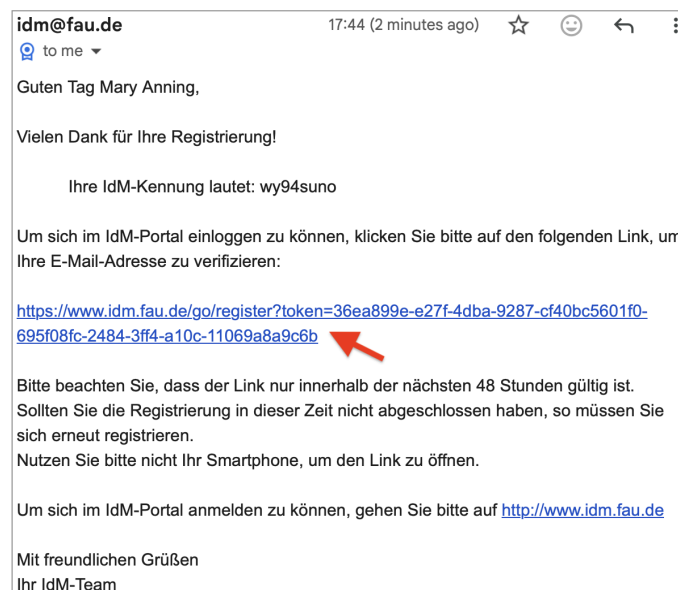 idm@fau.de 17:44 (2 minutes ago)
to me
Guten Tag Mary Anning,
Vielen Dank für Ihre Registrierung!
Ihre IdM-Kennung lautet: wy94suno
Um sich im IdM-Portal einloggen zu können, klicken Sie bitte auf den folgenden Link, um
Ihre E-Mail-Adresse zu verifizieren:
https://www.idm.fau.de/go/register?token=36ea899e-e27f-4dba-9287-cf40bc5601f0-
695f08fc-2484-3ff4-a10c-11069a8a9c6b
Bitte beachten Sie, dass der Link nur innerhalb der nächsten 48 Stunden gültig ist.
Sollten Sie die Registrierung in dieser Zeit nicht abgeschlossen haben, so müssen Sie
sich erneut registrieren.
Nutzen Sie bitte nicht Ihr Smartphone, um den Link zu öffnen.
Um sich im IdM-Portal anmelden zu können, gehen Sie bitte auf http://www.idm.fau.de
Mit freundlichen Grüßen
Ihr IdM-Team